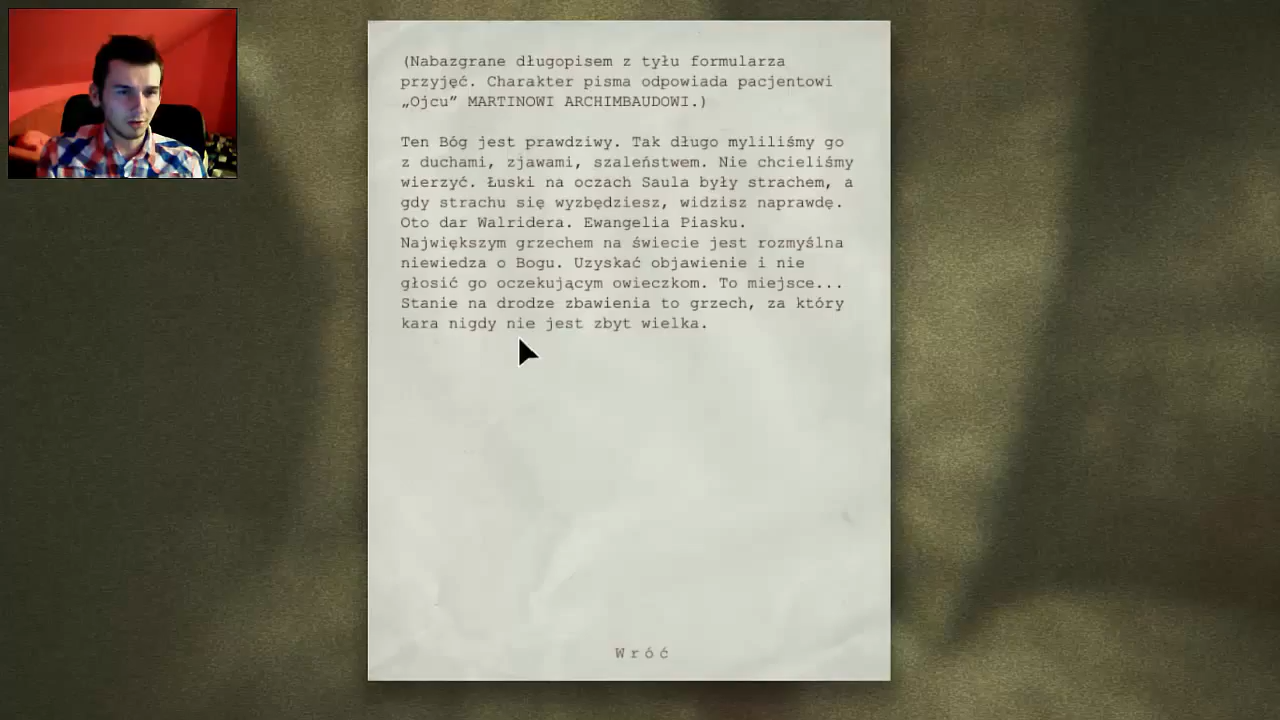 (Nabazgrane długopisem z tyłu formularza
przyjęć. Charakter pisma odpowiada pacjentowi
„Ojcu” MARTINOWI ARCHIMBAUDOWI.)
Ten Bóg jest prawdziwy. Tak długo myliliśmy go
z duchami, zjawami, szaleństwem. Nie chcieliśmy
wierzyć. Łuski na oczach Saula były strachem, a
gdy strachu się wyzbędziesz, widzisz naprawdę.
Oto dar Walridera. Ewangelia Piasku.
Największym grzechem na świecie jest rozmyślna
niewiedza o Bogu. Uzyskać objawienie i nie
głosić go oczekującym owieczkom. To miejsce...
Stanie na drodze zbawienia to grzech, za który
kara nigdy nie jest zbyt wielka.
Wróć